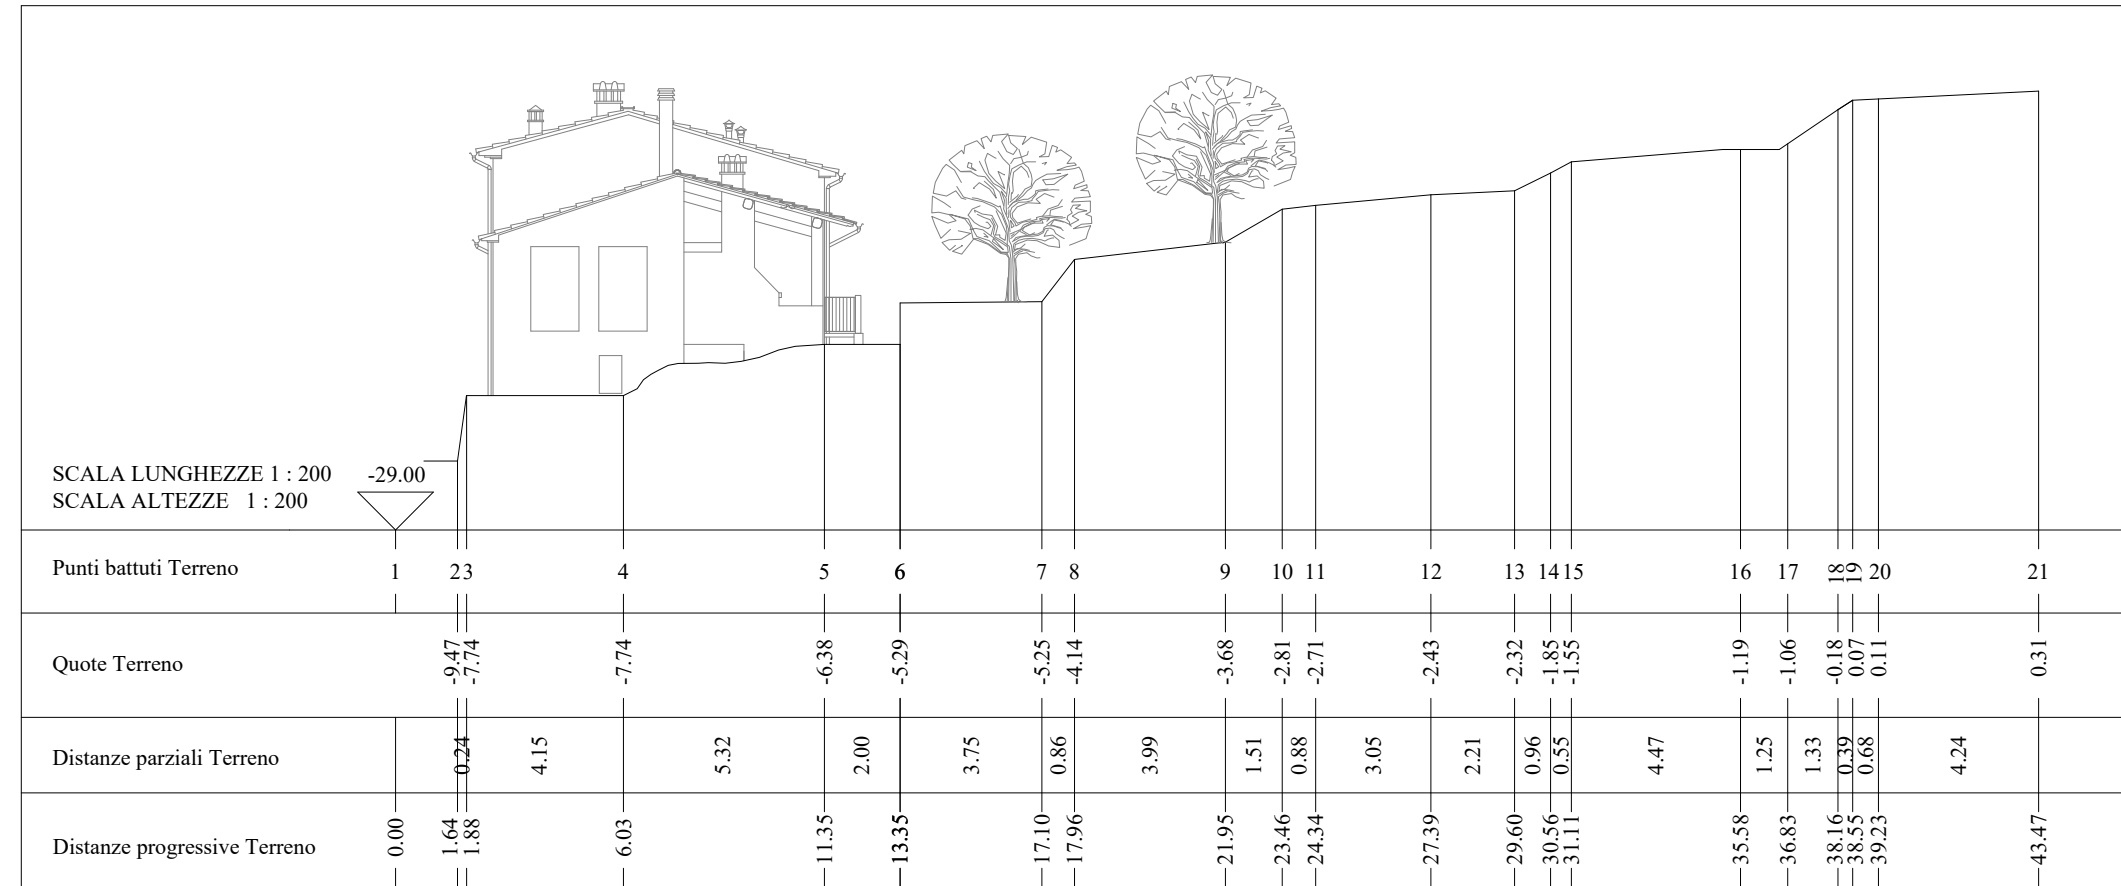 SCALA LUNGHEZZE 1 : 200 -29.00
SCALA ALTEZZE 1 : 200
Punti battuti Terreno 1 2 3 4 5 6 7 8 9 10 11 12 13 14 15 16 17 18 19 20 21
Quote Terreno -9.47 -7.74 -7.74 -6.38 -5.29 -5.25 -4.14 -3.68 -2.81 -2.71 -2.43 -2.32 -1.85 -1.55 -1.19 -1.06 -0.18 0.07 0.11 0.31
Distanze parziali Terreno 0.24 4.15 5.32 2.00 3.75 0.86 3.99 1.51 0.88 3.05 2.21 0.96 0.55 4.47 1.25 1.33 0.39 0.68 4.24
Distanze progressive Terreno 0.00 1.64 1.88 6.03 11.35 13.35 17.10 17.96 21.95 23.46 24.34 27.39 29.60 30.56 31.11 35.58 36.83 38.16 38.55 39.23 43.47